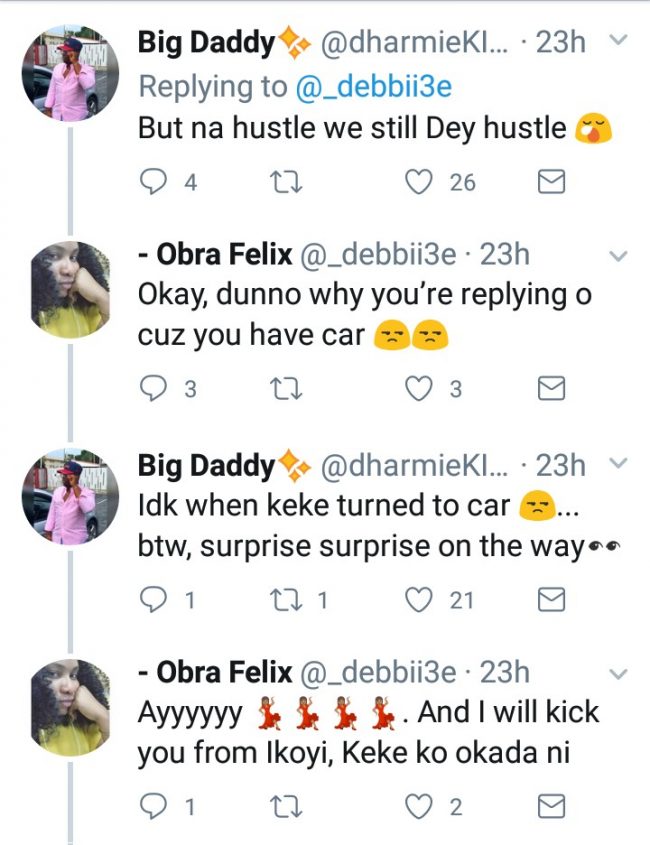 Big Daddy✨ @dharmieKI... · 23h
Replying to @_debbii3e
But na hustle we still Dey hustle 😪
4 26
- Obra Felix @_debbii3e · 23h
Okay, dunno why you’re replying o
cuz you have car 😒😒
3 3
Big Daddy✨ @dharmieKI... · 23h
Idk when keke turned to car 😒...
btw, surprise surprise on the way👀
1 1 21
- Obra Felix @_debbii3e · 23h
Ayyyyyy 💃🏽💃🏽💃🏽💃🏽. And I will kick
you from Ikoyi, Keke ko okada ni
1 2